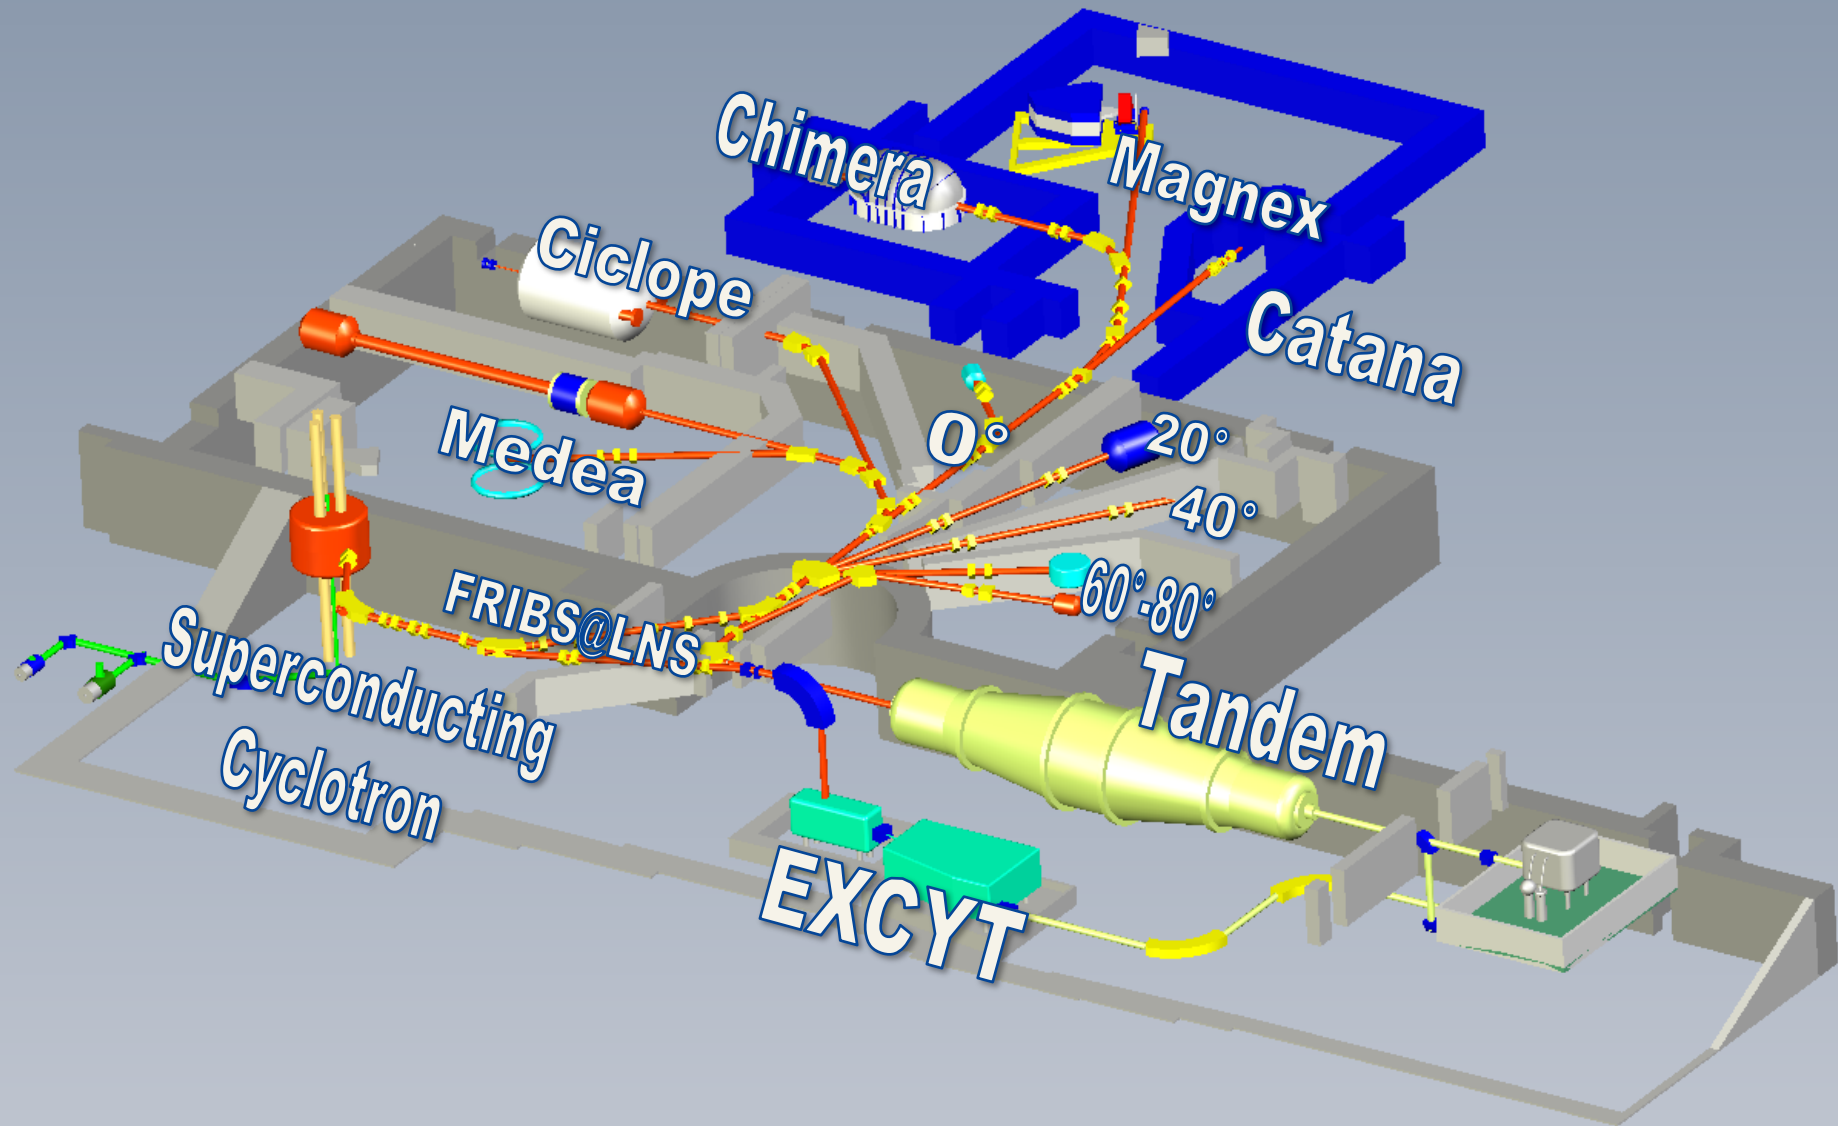 Chimera
Magnex
Ciclope
Catana
Medea
0°
20°
40°
60°-80°
FRIBS@LNS
Superconducting
Cyclotron
Tandem
EXCYT